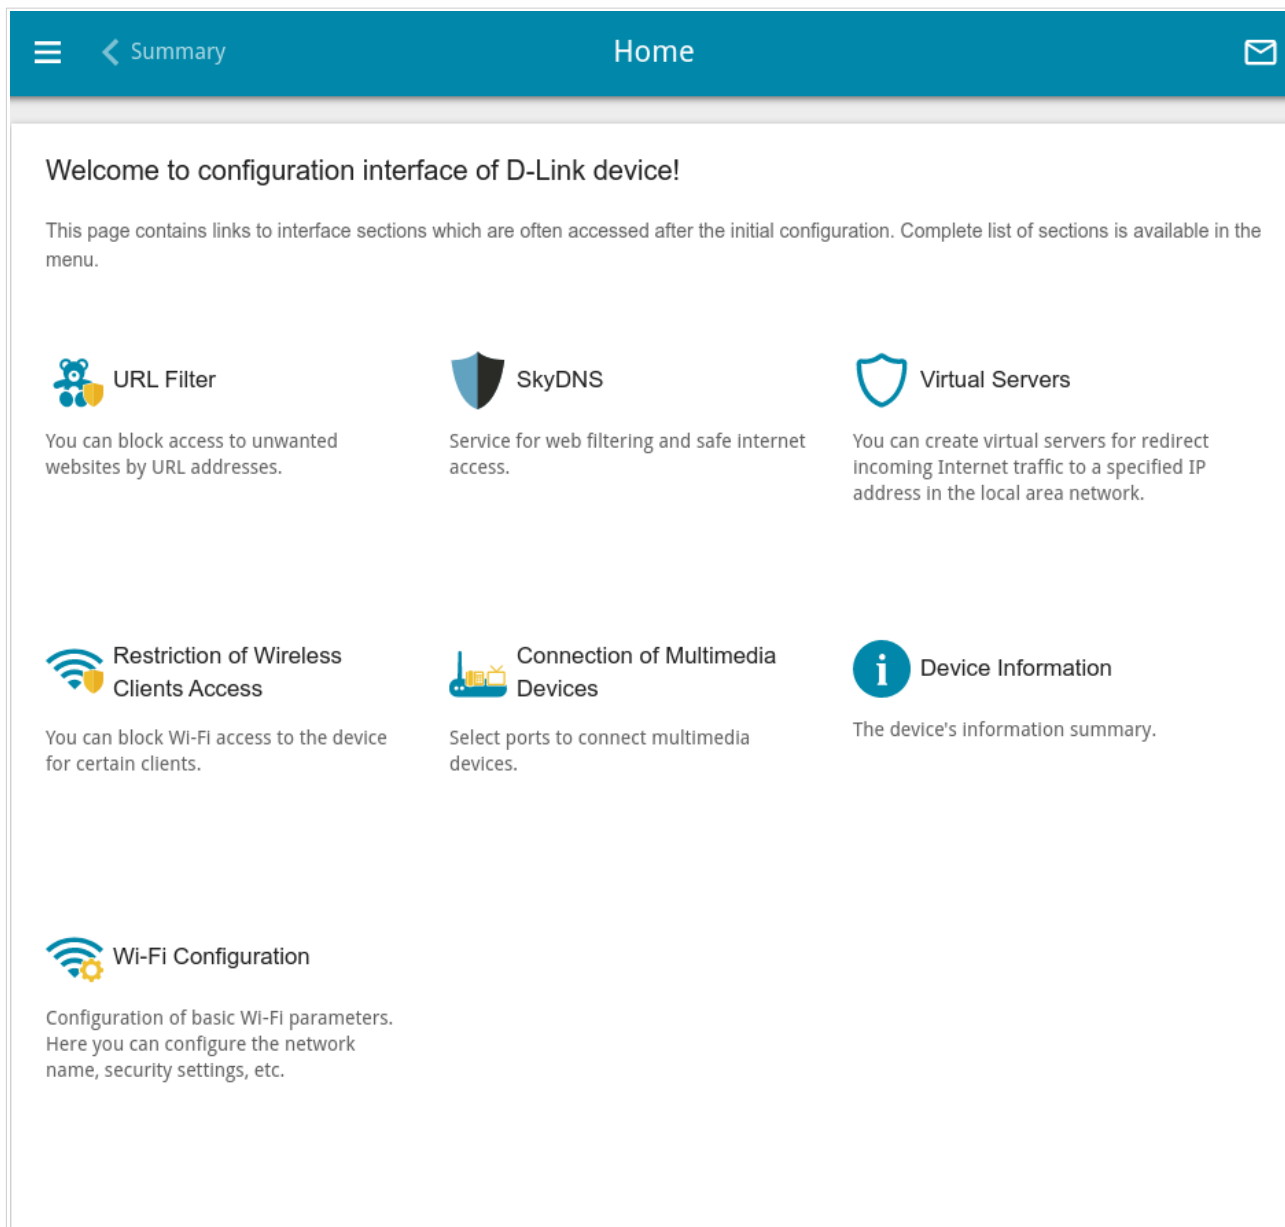 Summary
Home
Welcome to configuration interface of D-Link device!
This page contains links to interface sections which are often accessed after the initial configuration. Complete list of sections is available in the
menu.
URL Filter
You can block access to unwanted
websites by URL addresses.
SkyDNS
Service for web filtering and safe internet
access.
Virtual Servers
You can create virtual servers for redirect
incoming Internet traffic to a specified IP
address in the local area network.
Restriction of Wireless
Clients Access
You can block Wi-Fi access to the device
for certain clients.
Connection of Multimedia
Devices
Select ports to connect multimedia
devices.
Device Information
The device's information summary.
Wi-Fi Configuration
Configuration of basic Wi-Fi parameters.
Here you can configure the network
name, security settings, etc.